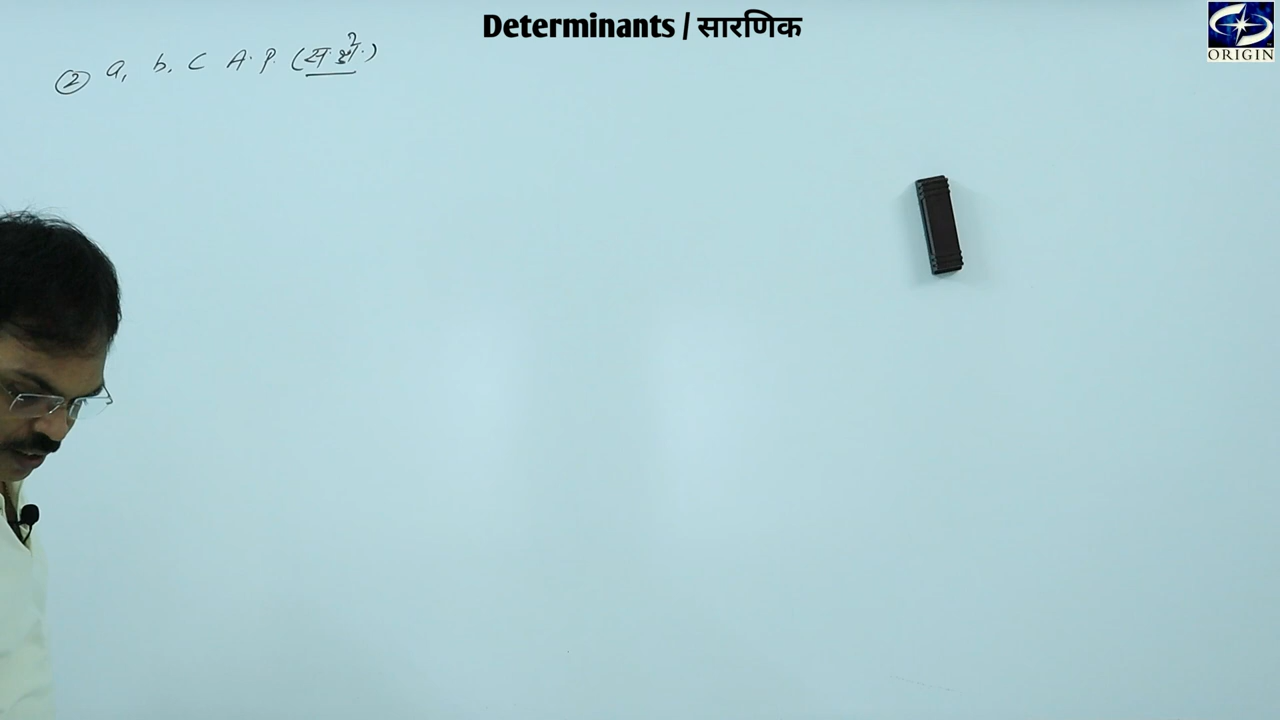 Determinants / सारणिक
ORIGIN
② a, b, c A.P. (स.श्रे.)